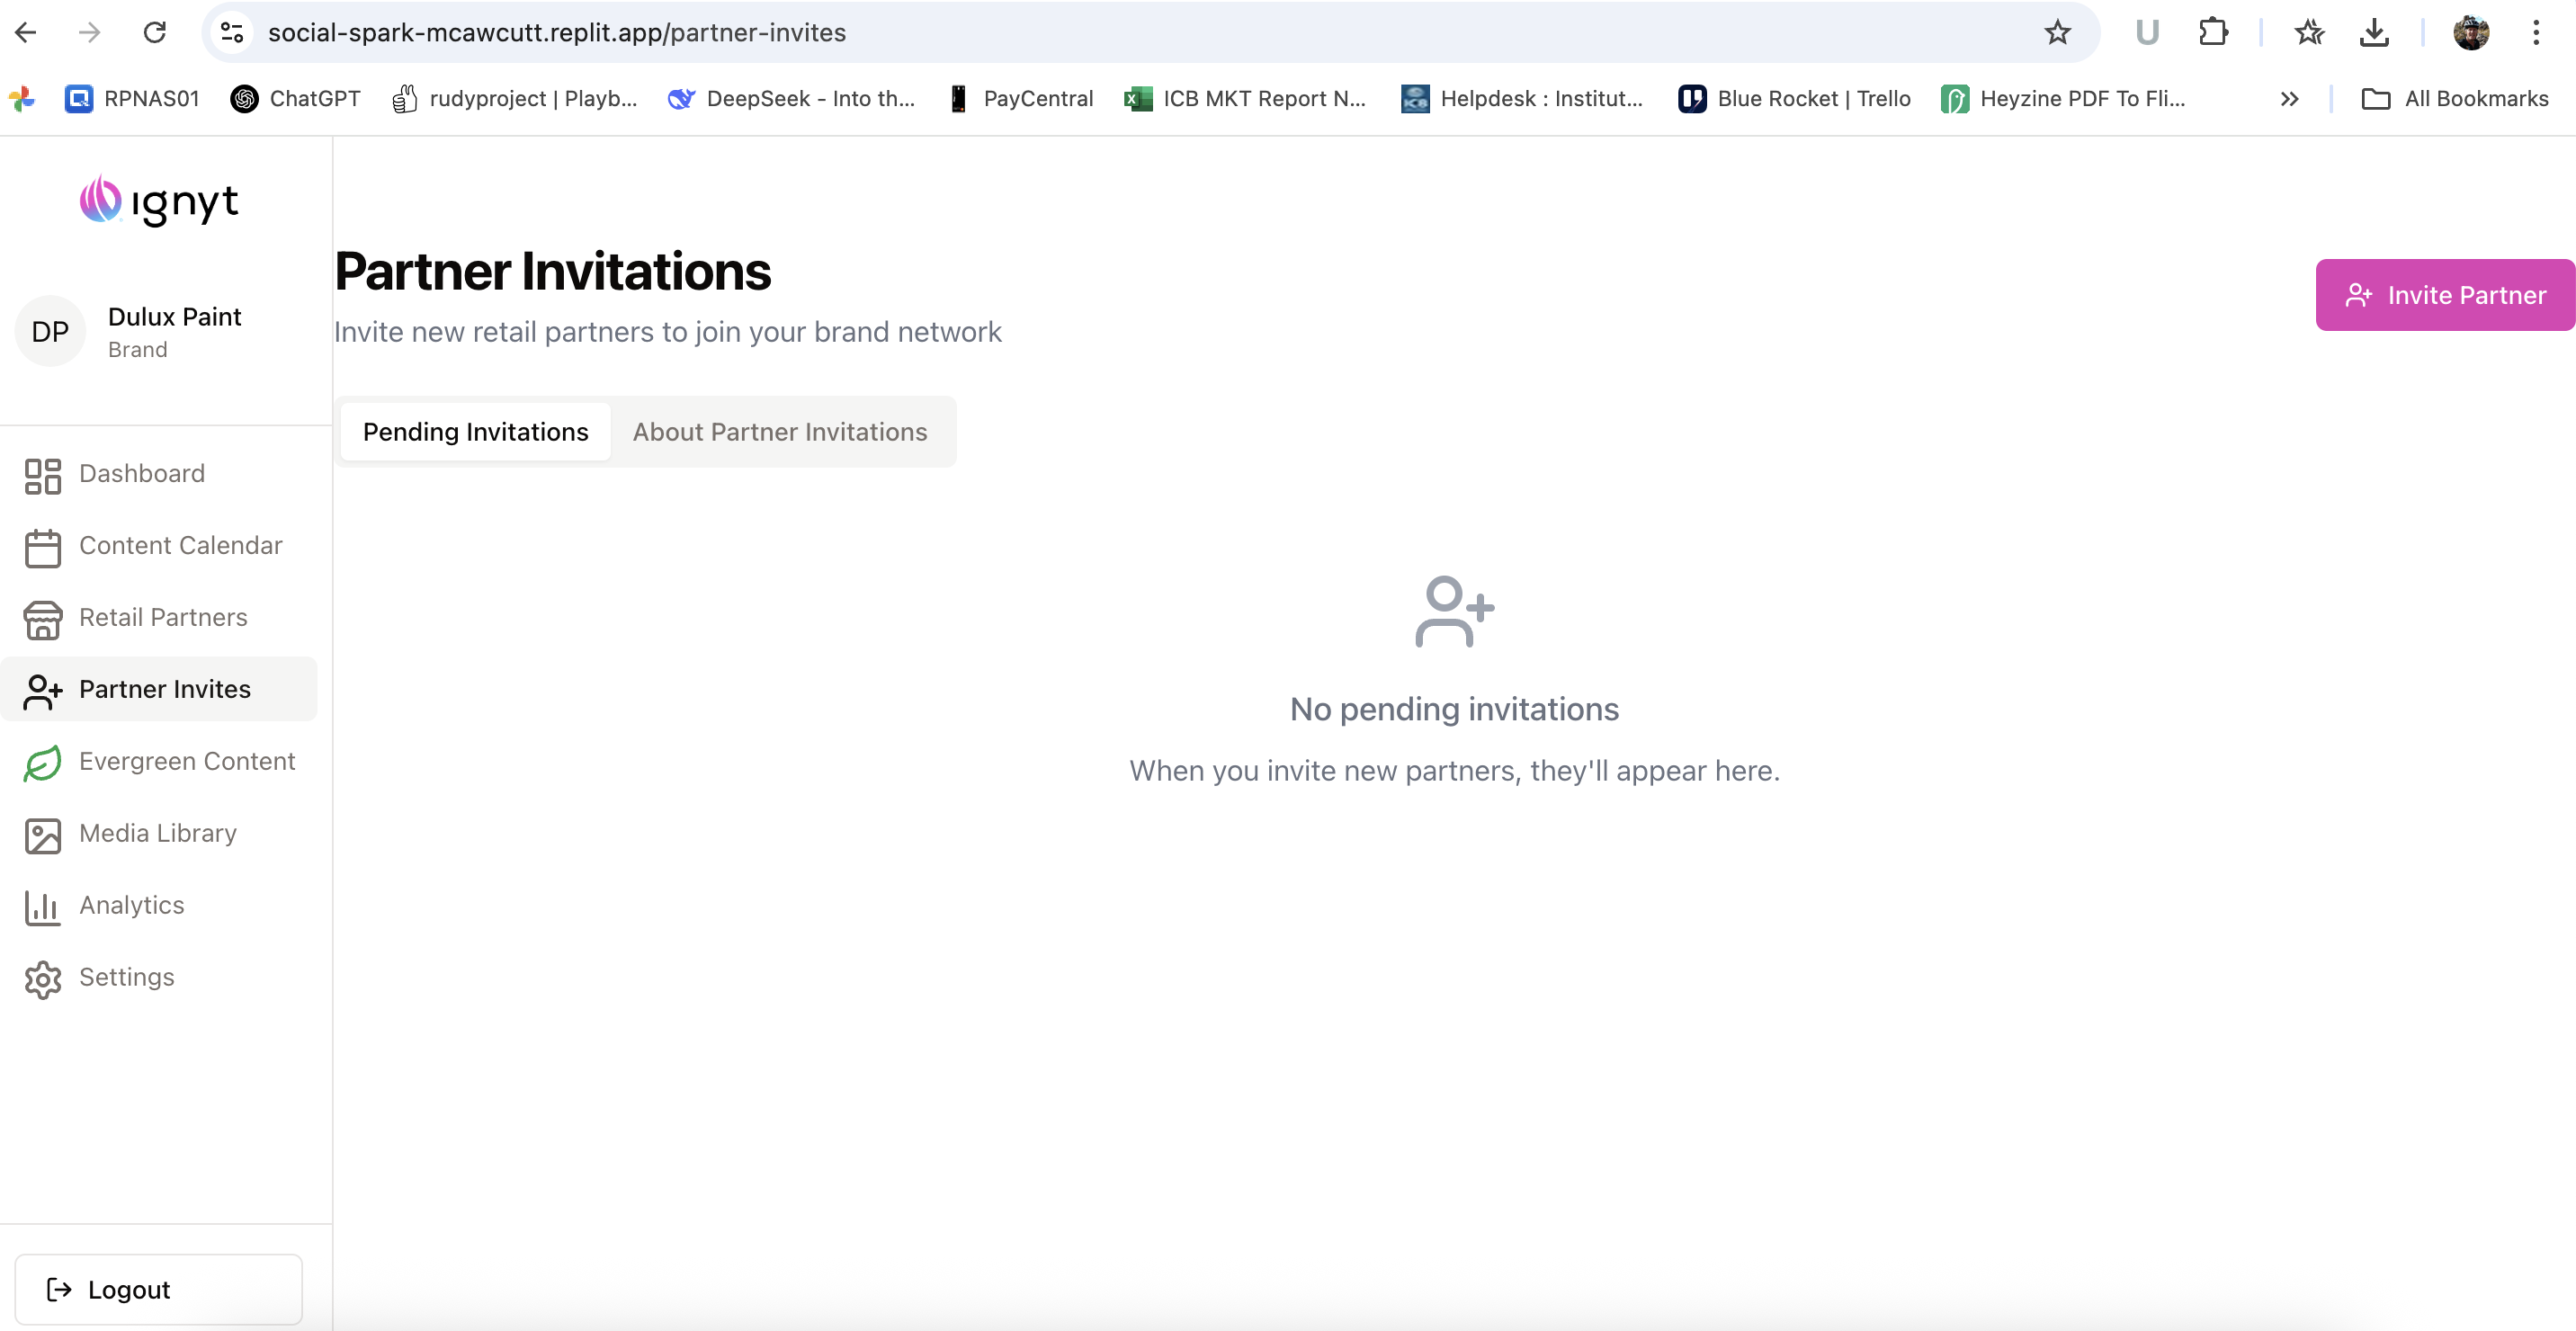 social-spark-mcawcutt.replit.app/partner-invites
RPNAS01 ChatGPT rudyproject | Playb... DeepSeek - Into th... PayCentral ICB MKT Report N... Helpdesk : Institut... Blue Rocket | Trello Heyzine PDF To Fli... All Bookmarks
ignyt
DP
Dulux Paint
Brand
Dashboard
Content Calendar
Retail Partners
Partner Invites
Evergreen Content
Media Library
Analytics
Settings
Logout
Partner Invitations
Invite new retail partners to join your brand network
Invite Partner
Pending Invitations About Partner Invitations
No pending invitations
When you invite new partners, they'll appear here.